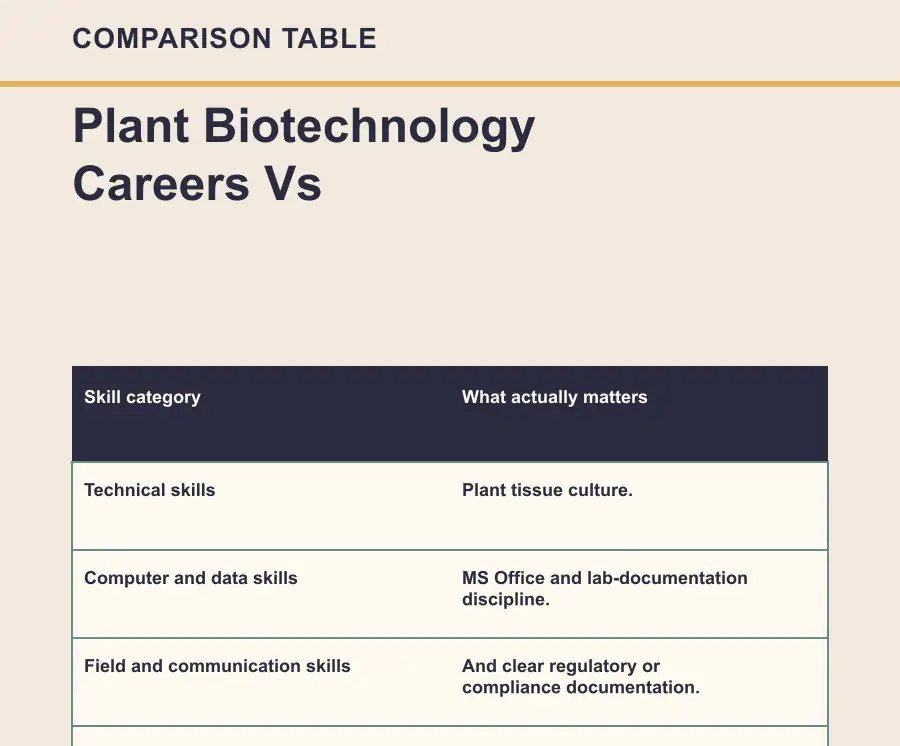 COMPARISON TABLE
Plant Biotechnology
Careers Vs
Skill category
What actually matters
Technical skills
Plant tissue culture.
Computer and data skills
MS Office and lab-documentation
discipline.
Field and communication skills
And clear regulatory or
compliance documentation.